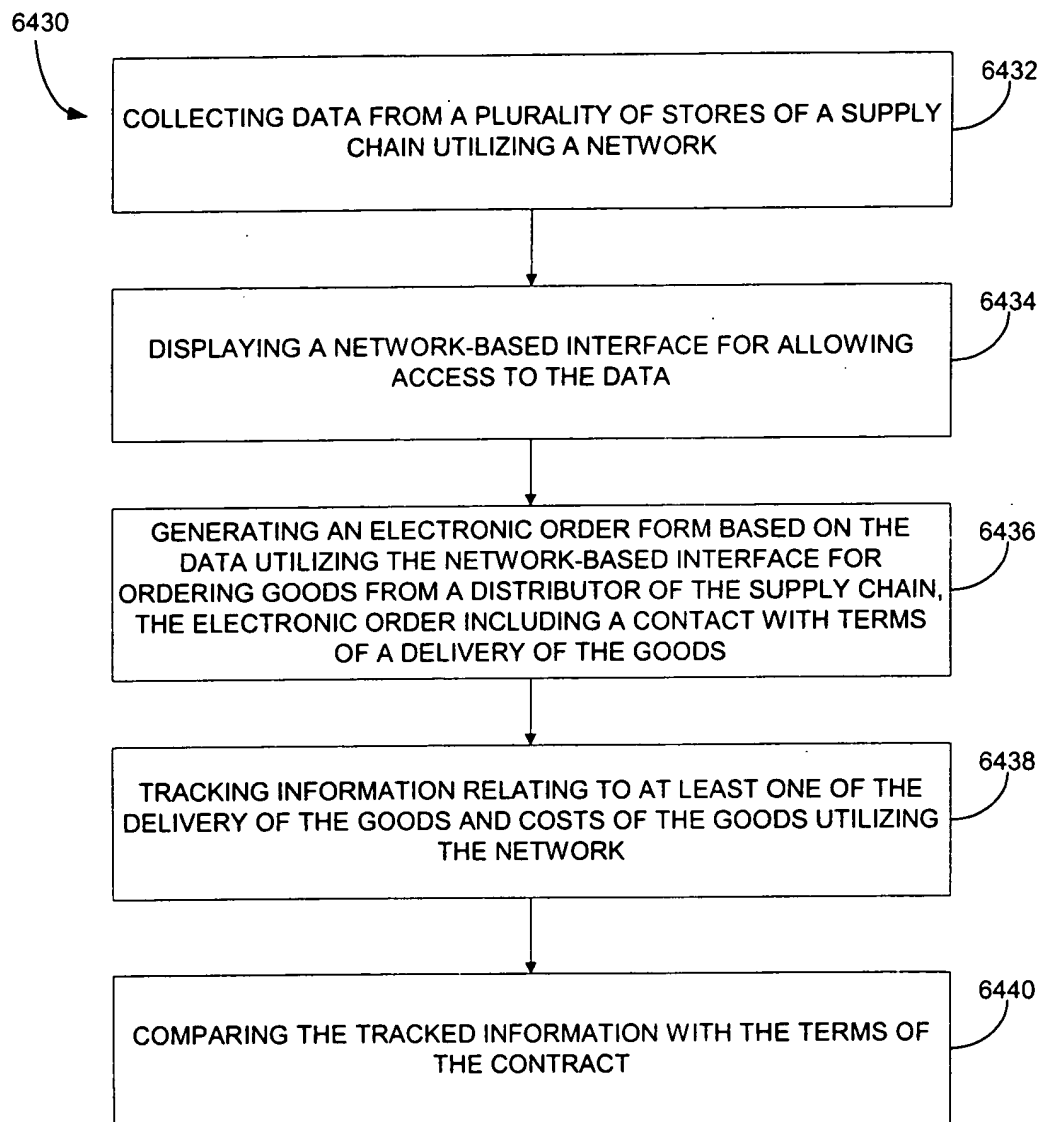 6430
6432
COLLECTING DATA FROM A PLURALITY OF STORES OF A SUPPLY
CHAIN UTILIZING A NETWORK
6434
DISPLAYING A NETWORK-BASED INTERFACE FOR ALLOWING
ACCESS TO THE DATA
GENERATING AN ELECTRONIC ORDER FORM BASED ON THE
DATA UTILIZING THE NETWORK-BASED INTERFACE FOR
ORDERING GOODS FROM A DISTRIBUTOR OF THE SUPPLY CHAIN,
THE ELECTRONIC ORDER INCLUDING A CONTACT WITH TERMS
OF A DELIVERY OF THE GOODS
6436
6438
TRACKING INFORMATION RELATING TO AT LEAST ONE OF THE
DELIVERY OF THE GOODS AND COSTS OF THE GOODS UTILIZING
THE NETWORK
6440
COMPARING THE TRACKED INFORMATION WITH THE TERMS OF
THE CONTRACT